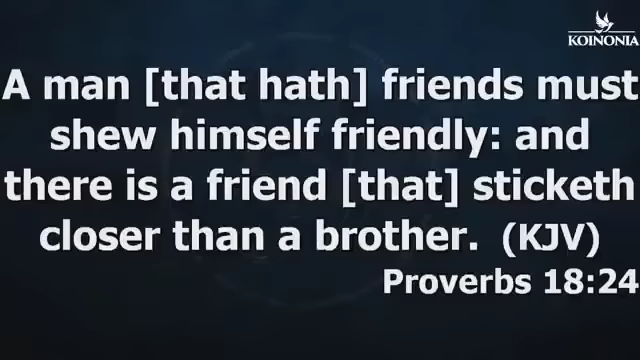 KOINONIA
A man [that hath] friends must
shew himself friendly: and
there is a friend [that] sticketh
closer than a brother. (KJV)
Proverbs 18:24